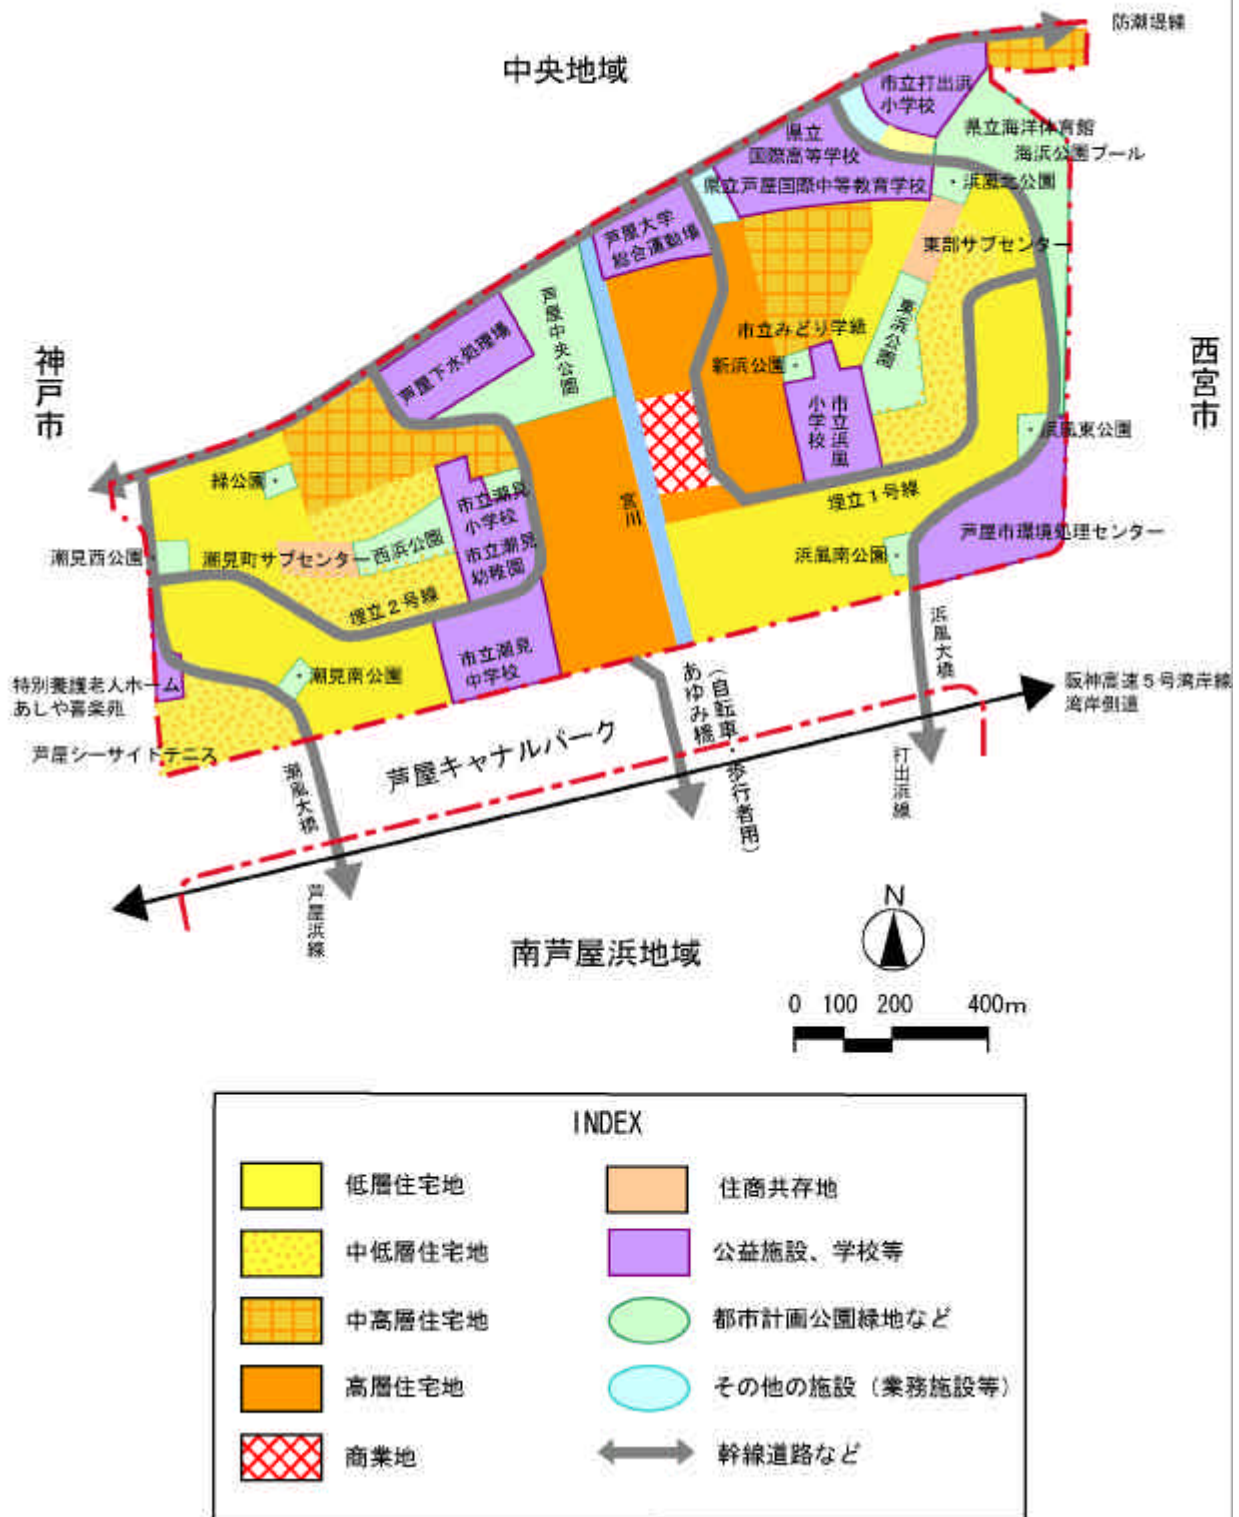 防潮堤線
中央地域
市立打出浜
小学校
県立
国際高等学校
県立海洋体育館
海浜公園プール
県立芦屋国際中等教育学校
浜風北公園
芦屋大学
総合運動場
東部サブセンター
芦屋中央公園
芦屋下水処理場
市立みどり学級
東浜公園
新浜公園
神戸市
西宮市
市立浜風
小学校
浜風東公園
緑公園
市立潮見
小学校
宮川
埋立1号線
芦屋市環境処理センター
潮見西公園
潮見町サブセンター
西浜公園
市立潮見
幼稚園
浜風南公園
埋立2号線
浜風大橋
市立潮見
中学校
特別養護老人ホーム
あしや喜楽苑
潮見南公園
あゆみ橋
(自転車・歩行者用)
阪神高速5号湾岸線
湾岸側道
芦屋シーサイドテニス
芦屋キャナルパーク
潮風大橋
打出浜線
芦屋浜線
南芦屋浜地域
N
0 100 200 400m
INDEX
低層住宅地
住商共存地
中低層住宅地
公益施設、学校等
中高層住宅地
都市計画公園緑地など
高層住宅地
その他の施設(業務施設等)
商業地
幹線道路など